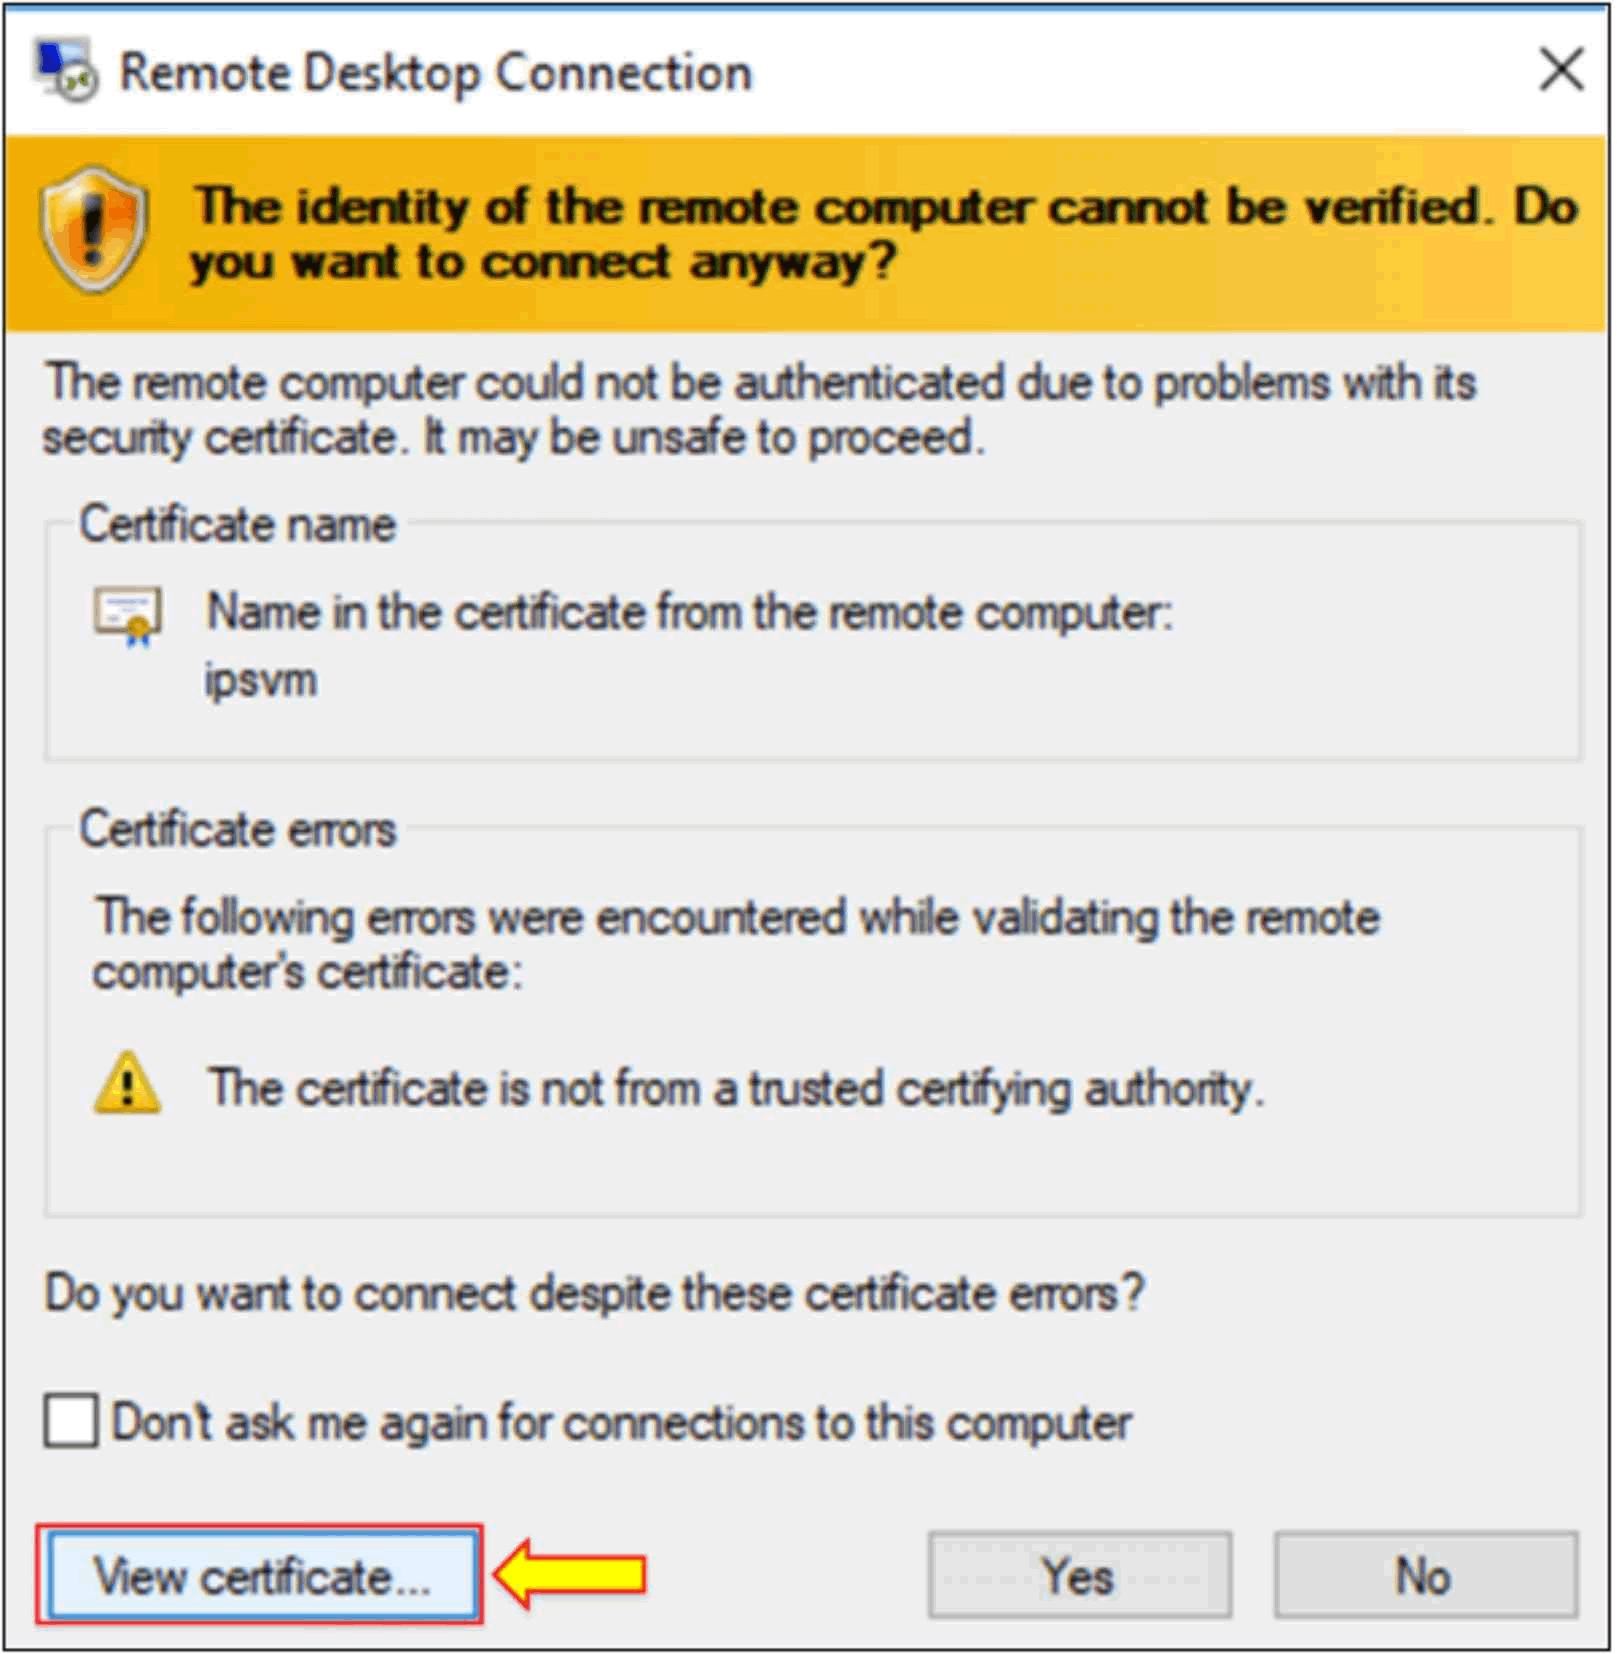 Remote Desktop Connection
The identity of the remote computer cannot be verified. Do
you want to connect anyway?
The remote computer could not be authenticated due to problems with its
security certificate. It may be unsafe to proceed.
Certificate name
Name in the certificate from the remote computer:
ipsvm
Certificate errors
The following errors were encountered while validating the remote
computer's certificate:
The certificate is not from a trusted certifying authority.
Do you want to connect despite these certificate errors?
Don't ask me again for connections to this computer
View certificate... Yes No